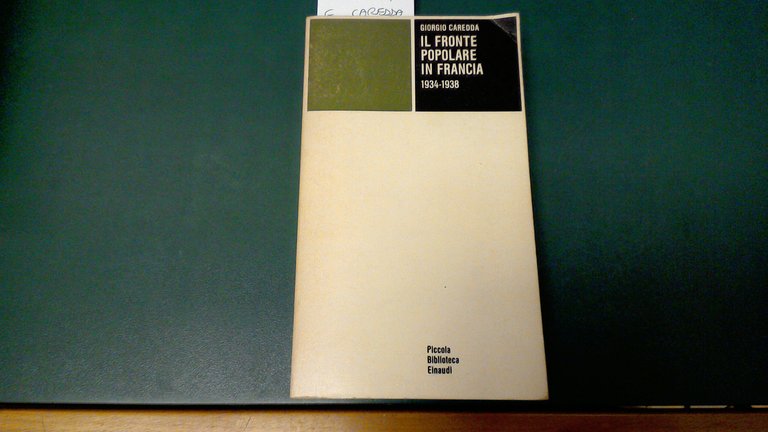 G CAREDDA
GIORGIO CAREDDA
IL FRONTE
POPOLARE
IN FRANCIA
1934-1938
Piccola
Biblioteca
Einaudi